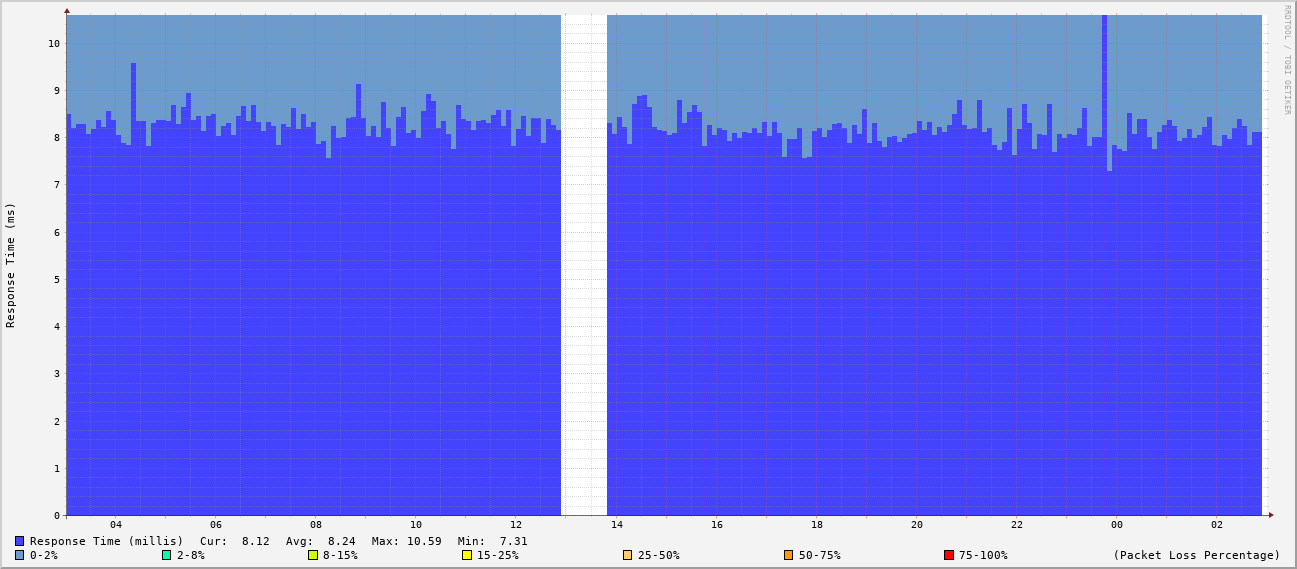 RRDTOOL / TOBI OETIKER
Response Time (ms)
10
9
8
7
6
5
4
3
2
1
0
04 06 08 10 12 14 16 18 20 22 00 02
Response Time (millis) Cur: 8.12 Avg: 8.24 Max: 10.59 Min: 7.31
0-2% 2-8% 8-15% 15-25% 25-50% 50-75% 75-100% (Packet Loss Percentage)